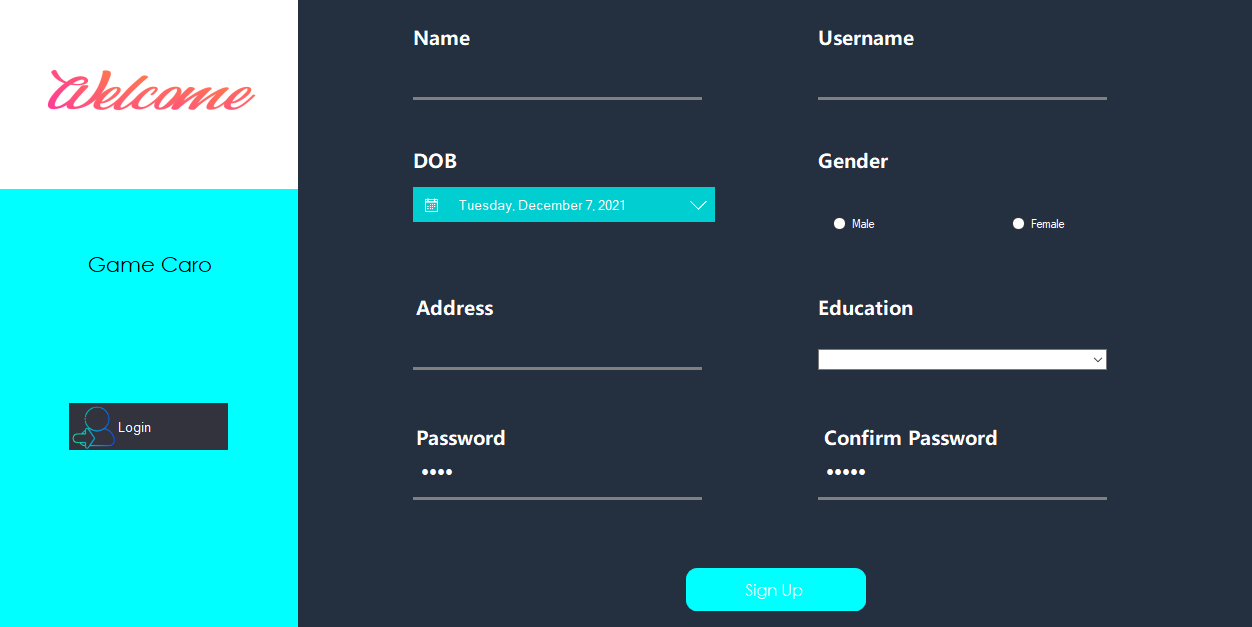 Welcome
Game Caro
Login
Name
Username
DOB
Tuesday, December 7, 2021
Gender
Male
Female
Address
Education
Password
••••
Confirm Password
•••••
Sign Up